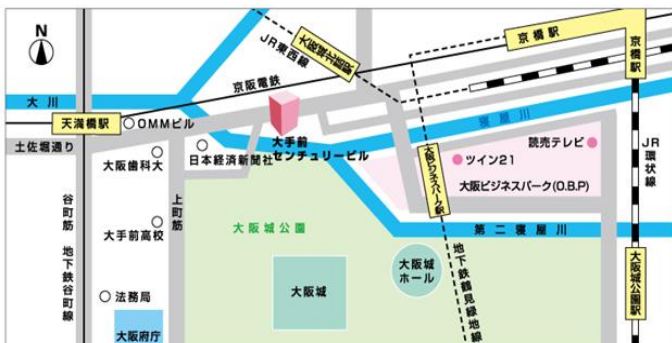 N
大阪城北詰駅
JR東西線
京橋駅
京橋駅
京阪電鉄
大川
天満橋駅
OMMビル
土佐堀通り
大阪歯科大
日本経済新聞社
大手前
センチュリービル
寝屋川
読売テレビ
ツイン21
大阪ビジネスパーク(O.B.P)
大阪ビジネスパーク駅
JR環状線
谷町筋
地下鉄谷町線
上町筋
大手前高校
大阪城公園
第二寝屋川
大阪城
ホール
大阪城
地下鉄鶴見緑地線
大阪城公園駅
法務局
大阪府庁